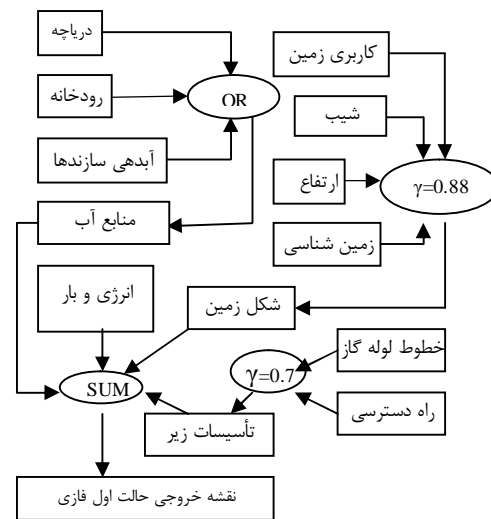 دریاچه
رودخانه
آبدهی سازندها
OR
منابع آب
کاربری زمین
شیب
ارتفاع
زمین شناسی
γ=0.88
انرژی و بار
شکل زمین
خطوط لوله گاز
راه دسترسی
γ=0.7
SUM
تأسیسات زیر
نقشه خروجی حالت اول فازی